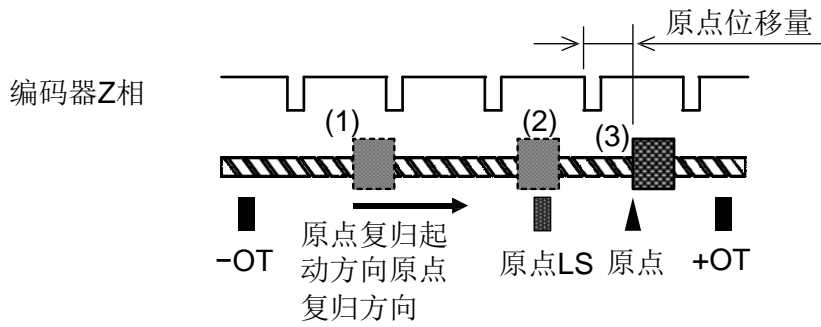 原点位移量
编码器Z相
(1)
(2)
(3)
−OT
原点复归起
动方向原点
复归方向
原点LS
原点
+OT